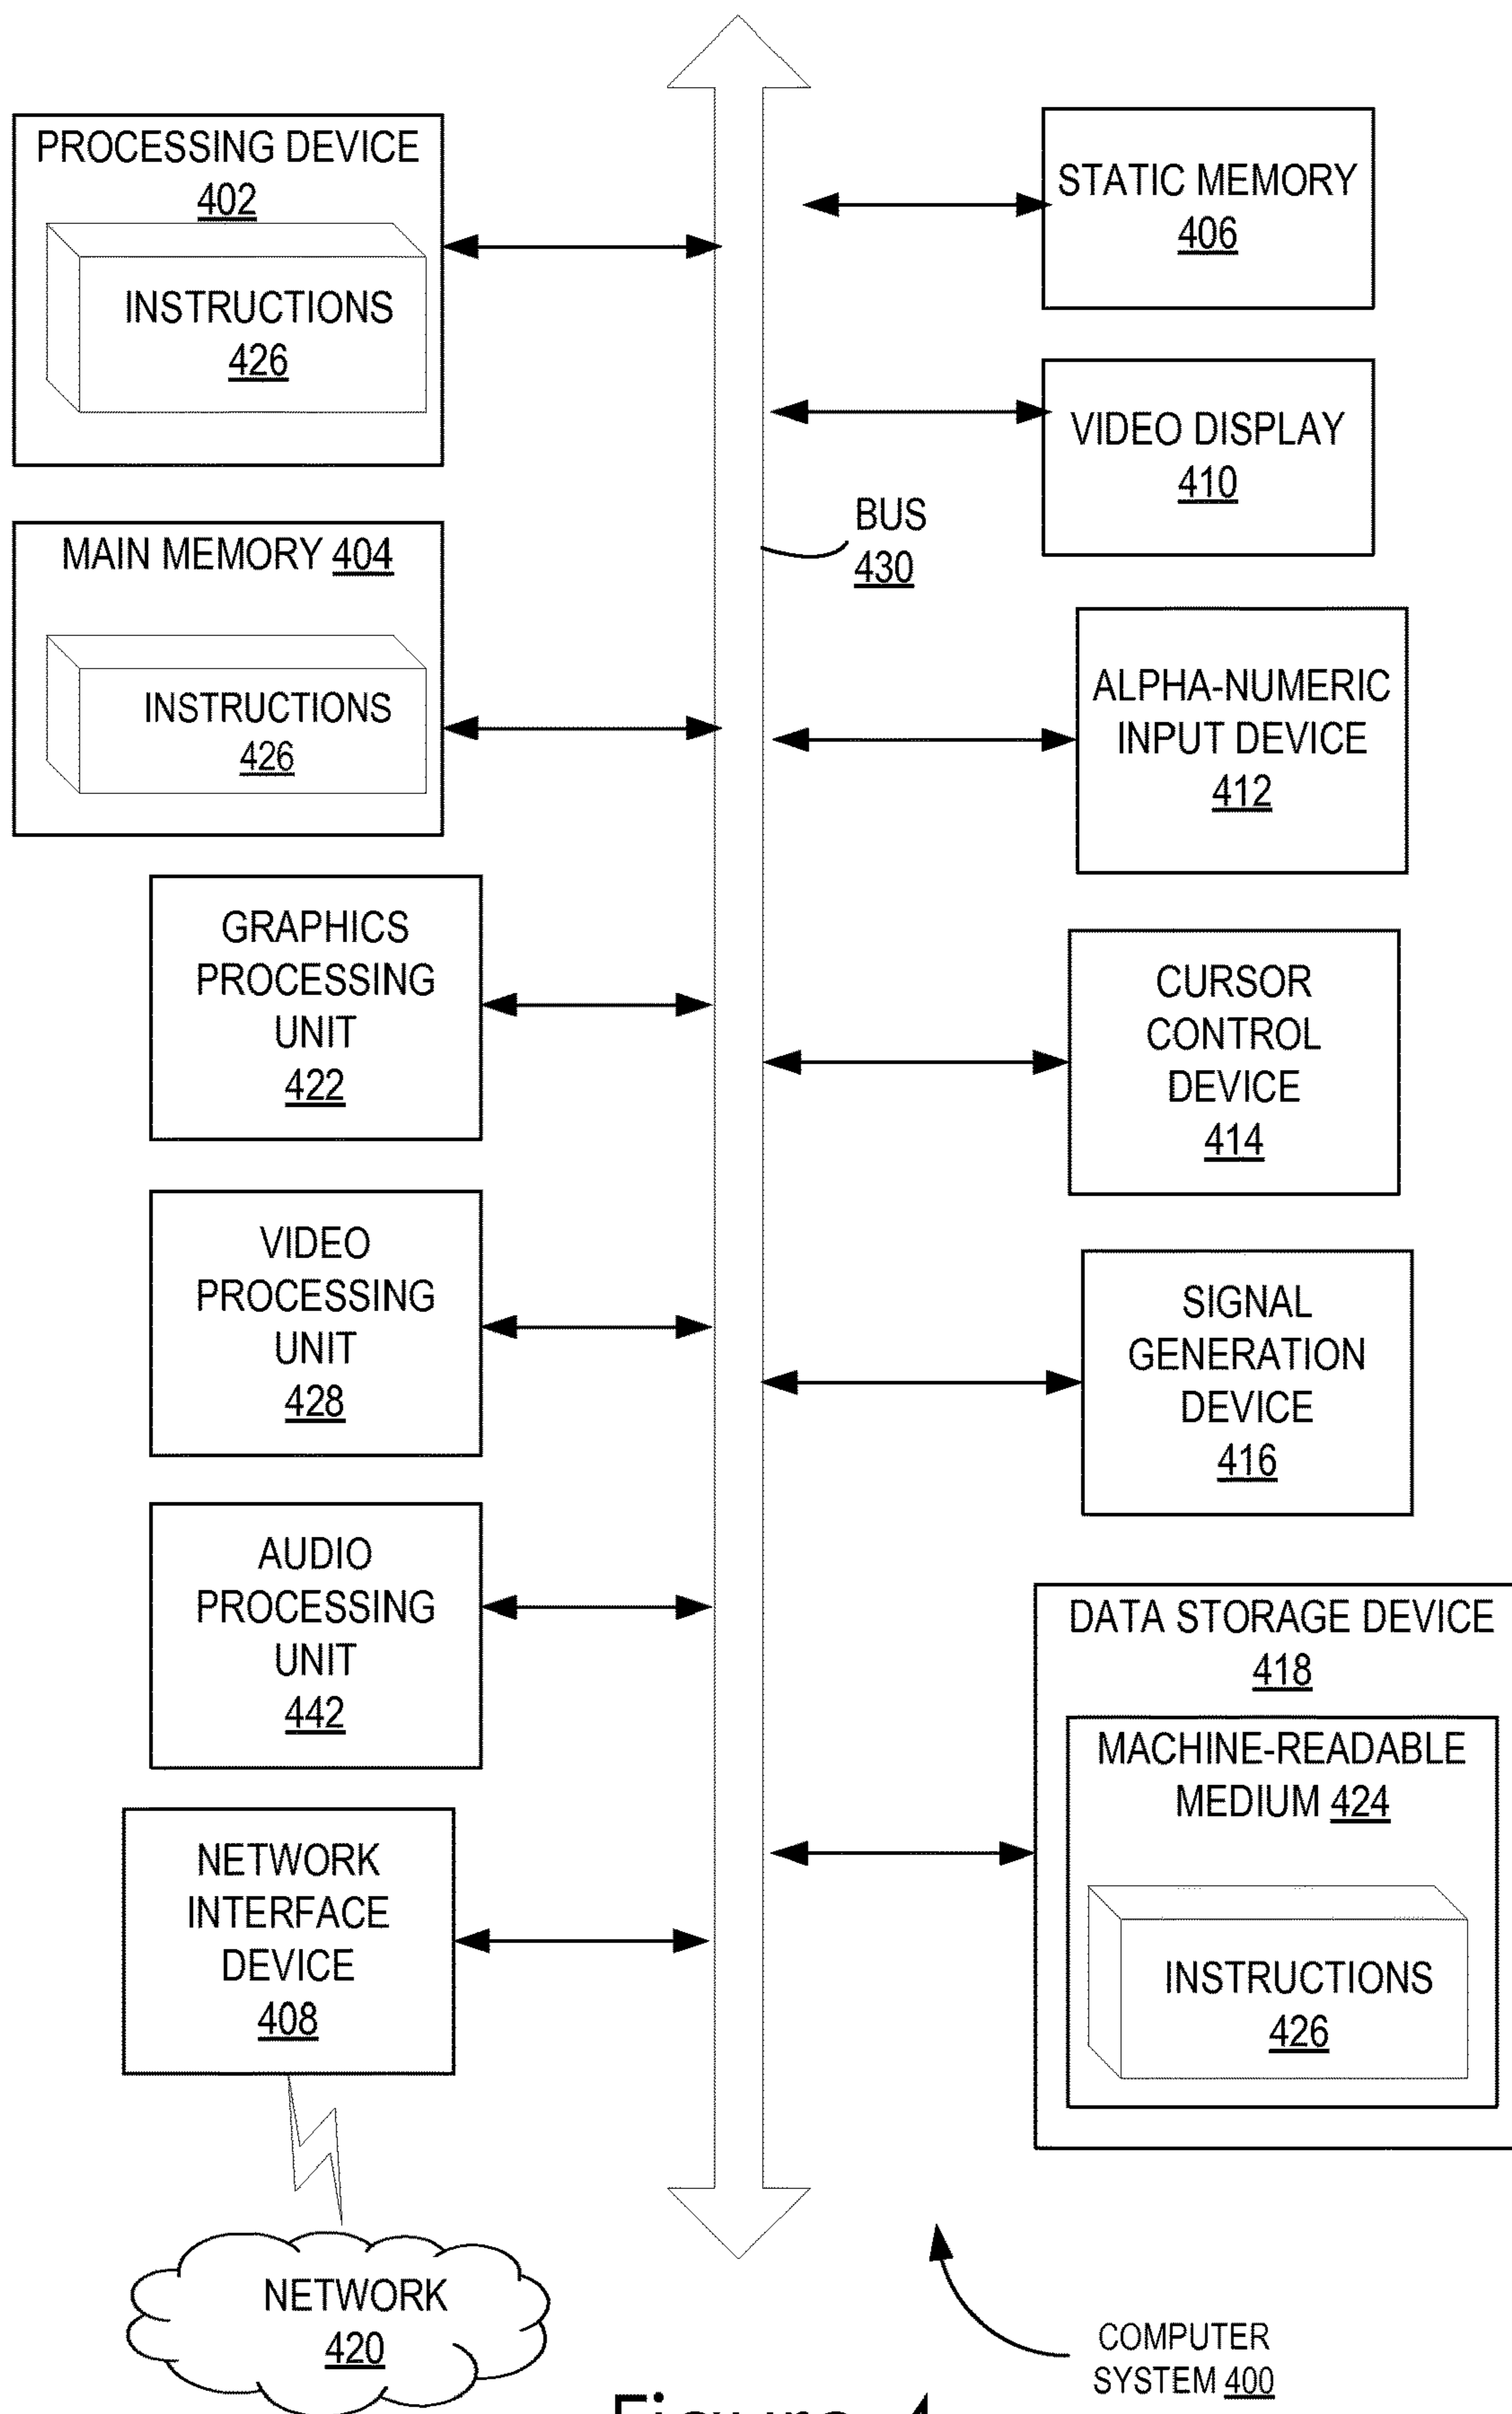 PROCESSING DEVICE
402
INSTRUCTIONS
426
MAIN MEMORY 404
INSTRUCTIONS
426
GRAPHICS
PROCESSING
UNIT
422
VIDEO
PROCESSING
UNIT
428
AUDIO
PROCESSING
UNIT
442
NETWORK
INTERFACE
DEVICE
408
NETWORK
420
BUS
430
STATIC MEMORY
406
VIDEO DISPLAY
410
ALPHA-NUMERIC
INPUT DEVICE
412
CURSOR
CONTROL
DEVICE
414
SIGNAL
GENERATION
DEVICE
416
DATA STORAGE DEVICE
418
MACHINE-READABLE
MEDIUM 424
INSTRUCTIONS
426
COMPUTER
SYSTEM 400
Figure 4